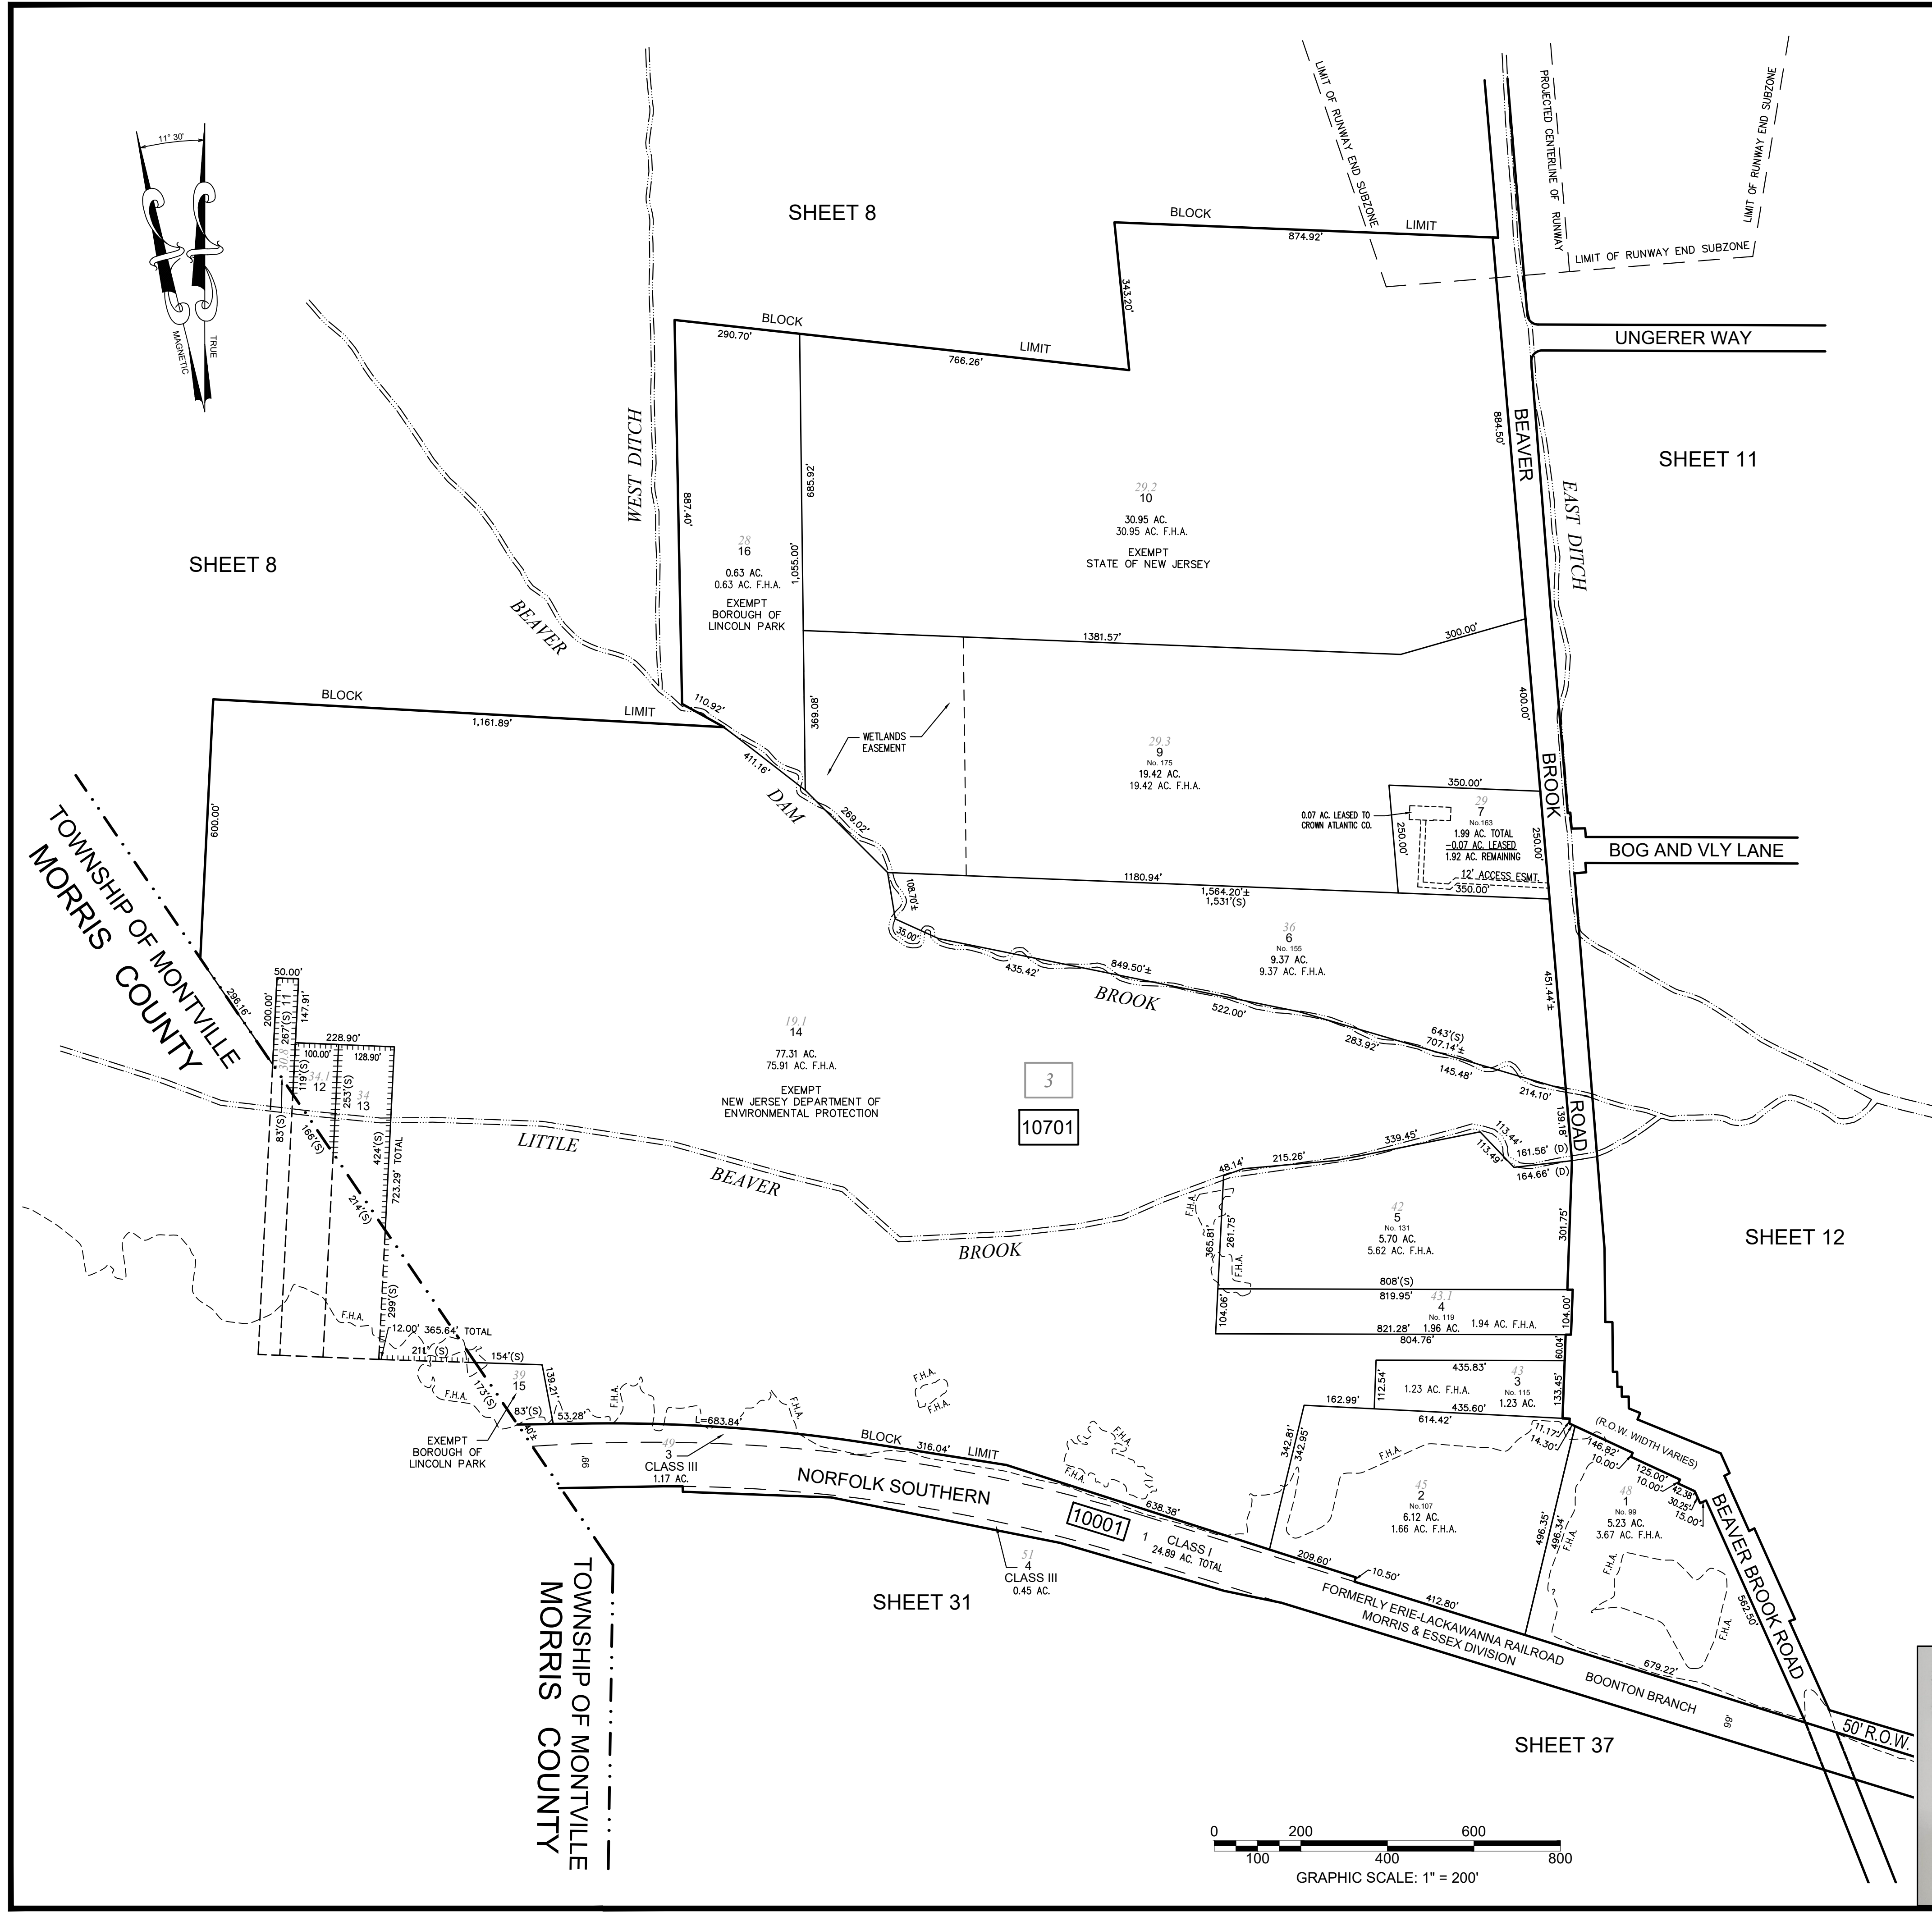 11° 30'
MAGNETIC
TRUE
SHEET 8
WEST DITCH
LIMIT OF RUNWAY END SUBZONE
PROJECTED CENTERLINE OF RUNWAY
LIMIT OF RUNWAY END SUBZONE
LIMIT OF RUNWAY END SUBZONE
BLOCK
LIMIT
874.92'
343.20'
BLOCK
LIMIT
290.70'
766.26'
UNGERER WAY
BEAVER
884.50'
SHEET 11
EAST DITCH
SHEET 8
BEAVER
887.40'
685.92'
1,055.00'
28
16
0.63 AC.
0.63 AC. F.H.A.
EXEMPT
BOROUGH OF
LINCOLN PARK
29.2
10
30.95 AC.
30.95 AC. F.H.A.
EXEMPT
STATE OF NEW JERSEY
1381.57'
300.00'
BLOCK
LIMIT
1,161.89'
110.92'
369.08'
411.16'
DAM
269.02'
WETLANDS
EASEMENT
29.3
9
No. 175
19.42 AC.
19.42 AC. F.H.A.
400.00'
BROOK
350.00'
250.00'
250.00'
29
7
No.163
1.99 AC. TOTAL
-0.07 AC. LEASED
1.92 AC. REMAINING
12' ACCESS ESMT.
350.00'
0.07 AC. LEASED TO
CROWN ATLANTIC CO.
BOG AND VLY LANE
600.00'
TOWNSHIP OF MONTVILLE
MORRIS COUNTY
296.16'
1180.94'
1,564.20'±
1,531'(S)
108.70'±
35.00'
435.42'
849.50'±
BROOK
522.00'
36
6
No. 155
9.37 AC.
9.37 AC. F.H.A.
451.44'±
643'(S)
707.14'±
283.92'
145.48'
214.10'
50.00'
200.00'
267'(S)
11
147.91'
30.8
228.90'
100.00'
128.90'
119'(S)
34.1
12
253'(S)
34
13
83'(S)
166'(S)
424'(S)
723.29' TOTAL
214'(S)
299'(S)
19.1
14
77.31 AC.
75.91 AC. F.H.A.
EXEMPT
NEW JERSEY DEPARTMENT OF
ENVIRONMENTAL PROTECTION
3
10701
LITTLE
BEAVER
BROOK
ROAD
139.18'
113.44'
113.49'
161.56' (D)
164.66' (D)
339.45'
215.26'
48.14'
F.H.A.
365.81'
261.75'
F.H.A.
42
5
No. 131
5.70 AC.
5.62 AC. F.H.A.
301.75'
SHEET 12
808'(S)
819.95'
43.1
4
No. 119
1.96 AC.
1.94 AC. F.H.A.
104.06'
104.00'
821.28'
804.76'
60.04'
435.83'
112.54'
1.23 AC. F.H.A.
43
3
No. 115
1.23 AC.
133.45'
162.99'
435.60'
614.42'
F.H.A.
12.00'
365.64' TOTAL
211' (S)
154'(S)
F.H.A.
173'(S)
39
15
139.21'
83'(S)
53.28'
40'±
EXEMPT
BOROUGH OF
LINCOLN PARK
F.H.A.
F.H.A.
F.H.A.
F.H.A.
L=683.84'
BLOCK
LIMIT
316.04'
49
3
CLASS III
1.17 AC.
66'
NORFOLK SOUTHERN
F.H.A.
F.H.A.
638.38'
10001
1
CLASS I
24.89 AC. TOTAL
51
4
CLASS III
0.45 AC.
342.81'
342.95'
F.H.A.
45
2
No.107
6.12 AC.
1.66 AC. F.H.A.
11.17'
14.30'
(R.O.W. WIDTH VARIES)
146.82'
10.00'
125.00'
10.00'
42.38'
30.25'
15.00'
48
1
No. 99
5.23 AC.
3.67 AC. F.H.A.
496.35'
496.34'
F.H.A.
F.H.A.
F.H.A.
BEAVER BROOK ROAD
562.50'
209.60'
10.50'
412.80'
679.22'
FORMERLY ERIE-LACKAWANNA RAILROAD
MORRIS & ESSEX DIVISION
BOONTON BRANCH
99'
50' R.O.W.
SHEET 31
SHEET 37
TOWNSHIP OF MONTVILLE
MORRIS COUNTY
0 200 600
100 400 800
GRAPHIC SCALE: 1" = 200'